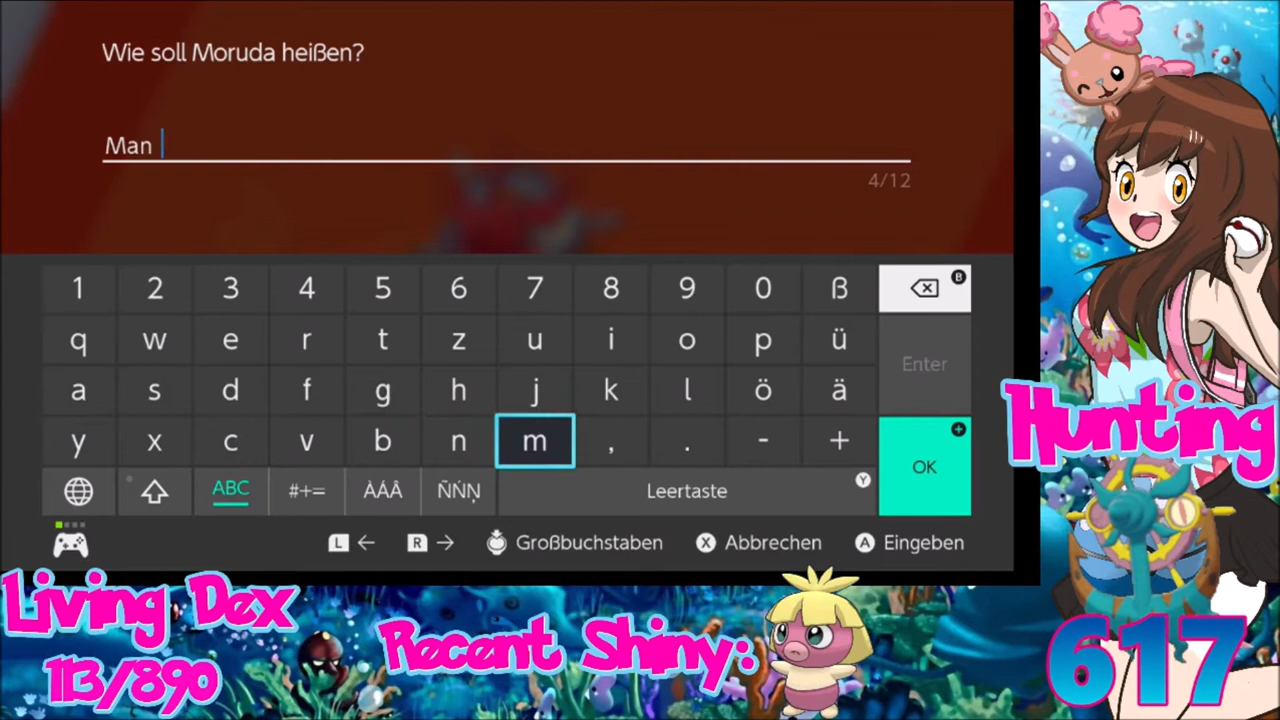 Wie soll Moruda heißen?
Man
4/12
1 2 3 4 5 6 7 8 9 0 ß B
q w e r t z u i o p ü Enter
a s d f g h j k l ö ä
y x c v b n m , . - + OK
ABC #+= ÀÁÂ ÑŃŅ Leertaste Y
L ← R → Großbuchstaben X Abbrechen A Eingeben
Hunting
617
Living Dex
113/890
Recent Shiny: